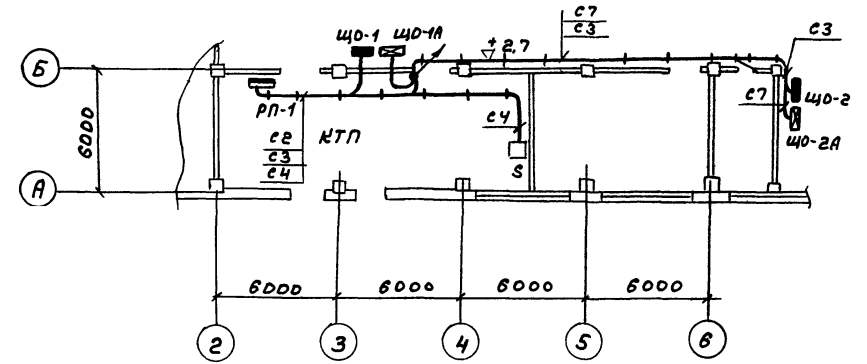 с7
с3
с3
ЩО-1 ЩО-1А
+2,7
Б
РП-1
с7
ЩО-2
ЩО-2А
6000
с2
с3
с4
КТП
с4
S
А
6000 6000 6000 6000
2 3 4 5 6